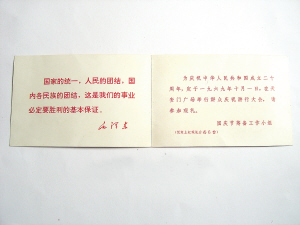 国家的统一，人民的团结，国
内各民族的团结，这是我们的事业
必定要胜利的基本保证。
毛泽东
为庆祝中华人民共和国成立二十
周年，定于一九六九年十月一日，在天
安门广场举行群众庆祝游行大会，请
参加观礼。
国庆节筹备工作小组